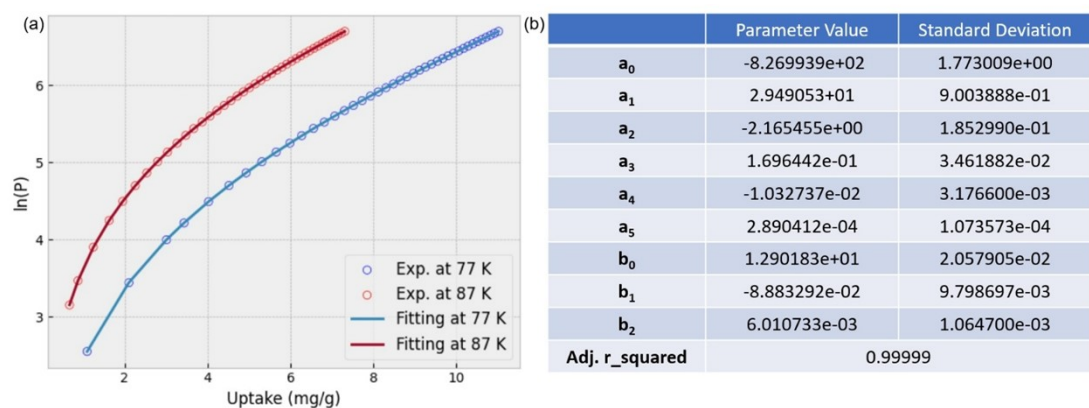 (a)
ln(P)
6
5
4
3
2
4
6
8
10
Uptake (mg/g)
Exp. at 77 K
Exp. at 87 K
Fitting at 77 K
Fitting at 87 K
(b)
Parameter Value Standard Deviation
a0 -8.269939e+02 1.773009e+00
a1 2.949053+01 9.003888e-01
a2 -2.165455e+00 1.852990e-01
a3 1.696442e-01 3.461882e-02
a4 -1.032737e-02 3.176600e-03
a5 2.890412e-04 1.073573e-04
b0 1.290183e+01 2.057905e-02
b1 -8.883292e-02 9.798697e-03
b2 6.010733e-03 1.064700e-03
Adj. r_squared 0.99999